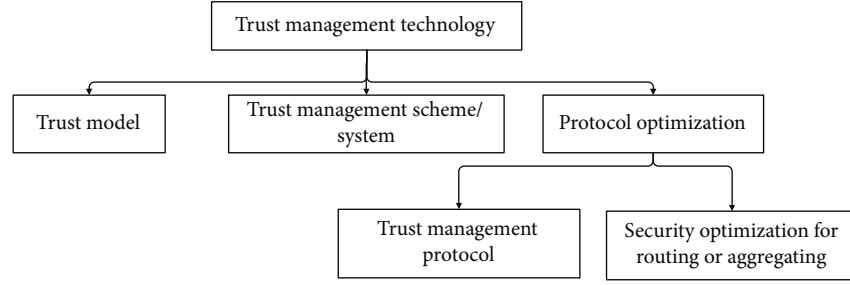 Trust management technology
Trust model
Trust management scheme/
system
Protocol optimization
Trust management
protocol
Security optimization for
routing or aggregating